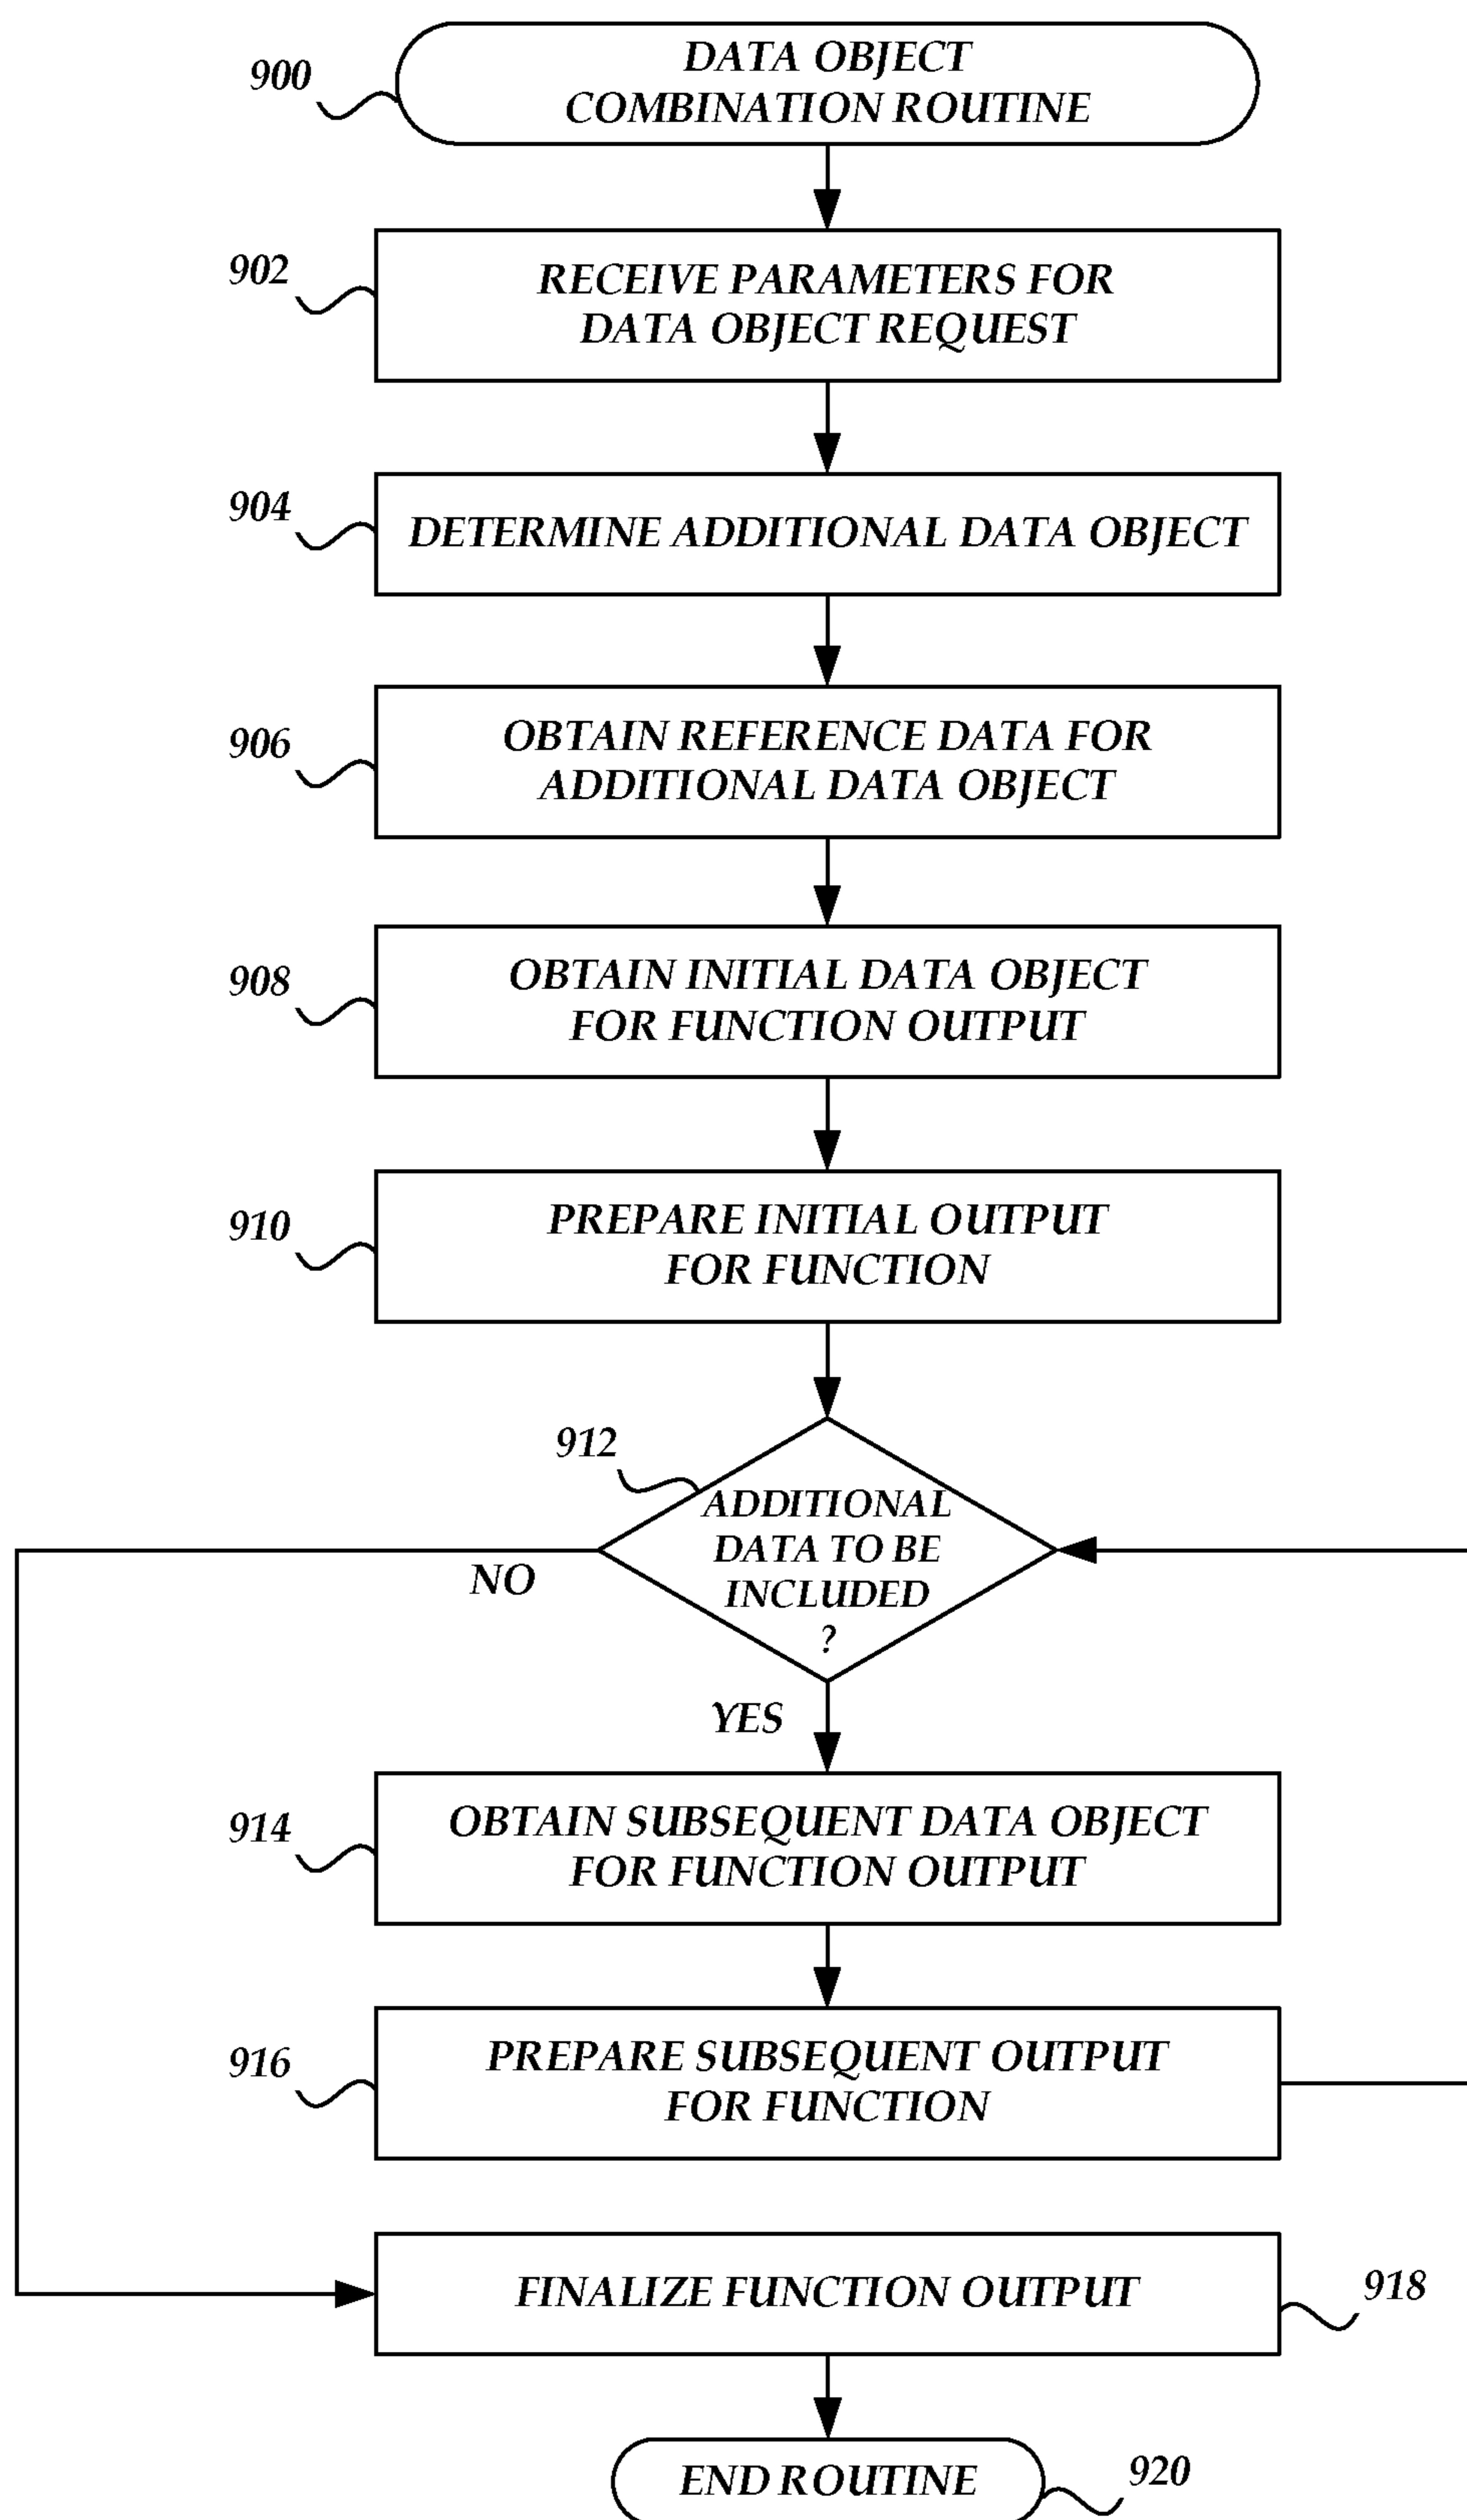 900
DATA OBJECT
COMBINATION ROUTINE
902
RECEIVE PARAMETERS FOR
DATA OBJECT REQUEST
904
DETERMINE ADDITIONAL DATA OBJECT
906
OBTAIN REFERENCE DATA FOR
ADDITIONAL DATA OBJECT
908
OBTAIN INITIAL DATA OBJECT
FOR FUNCTION OUTPUT
910
PREPARE INITIAL OUTPUT
FOR FUNCTION
912
ADDITIONAL
DATA TO BE
INCLUDED
?
NO
YES
914
OBTAIN SUBSEQUENT DATA OBJECT
FOR FUNCTION OUTPUT
916
PREPARE SUBSEQUENT OUTPUT
FOR FUNCTION
FINALIZE FUNCTION OUTPUT
918
END ROUTINE
920